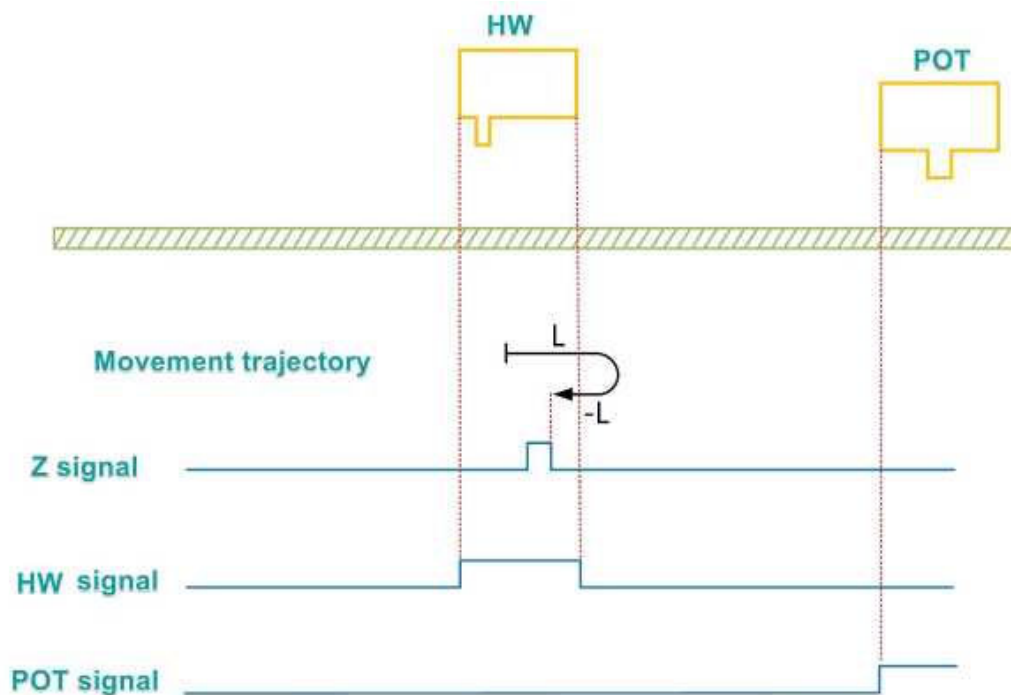 HW
POT
L
Movement trajectory
-L
Z signal
HW signal
POT signal